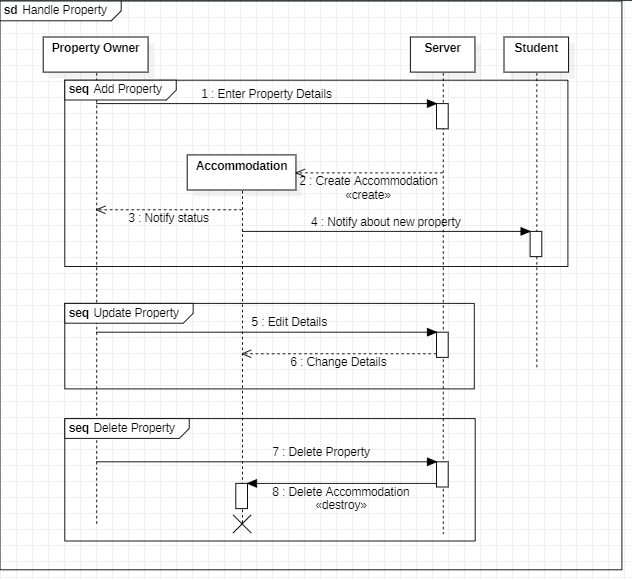 sd Handle Property
Property Owner
Server
Student
seq Add Property
1 : Enter Property Details
Accommodation
2 : Create Accommodation
«create»
3 : Notify status
4 : Notify about new property
seq Update Property
5 : Edit Details
6 : Change Details
seq Delete Property
7 : Delete Property
8 : Delete Accommodation
«destroy»